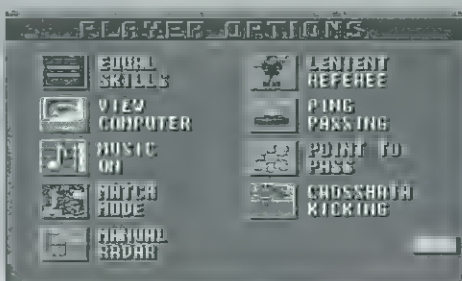 PLAYER OPTIONS
EQUAL
SKILLS
VIEW
COMPUTER
MUSIC
ON
MATCH
MODE
MANUAL
RADAR
LENIENT
REFEREE
PING
PASSING
POINT TO
PASS
CROSSHAIR
KICKING